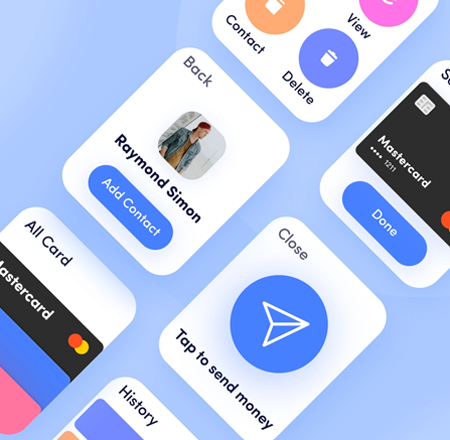 Contact
View
Delete
Back
Raymond Simon
Add Contact
Mastercard
•••• 1211
Done
All Card
Mastercard
Close
Tap to send money
History